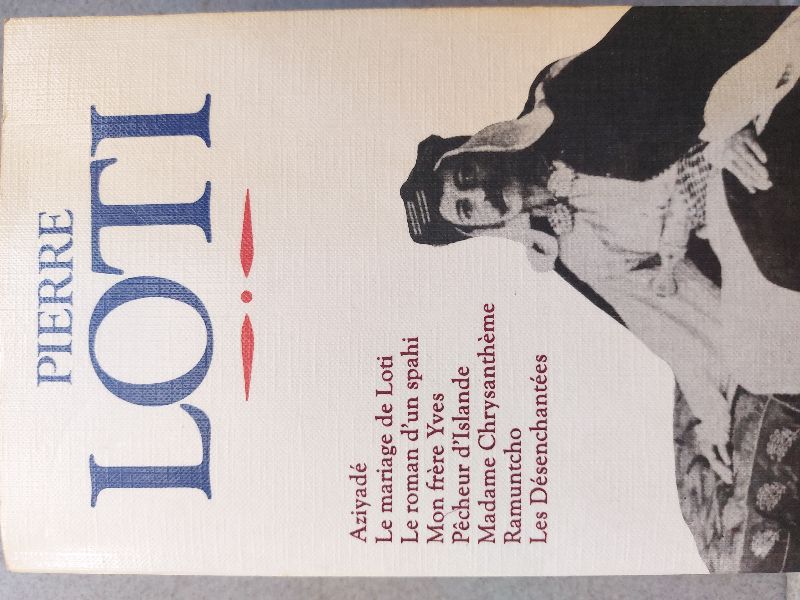 PIERRE
LOTI
Aziyadé
Le mariage de Loti
Le roman d'un spahi
Mon frère Yves
Pêcheur d'Islande
Madame Chrysanthème
Ramuntcho
Les Désenchantées